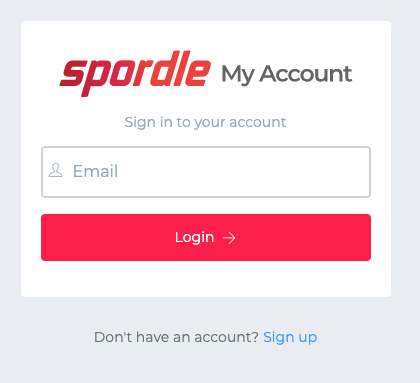 spordle My Account
Sign in to your account
Email
Login →
Don't have an account? Sign up